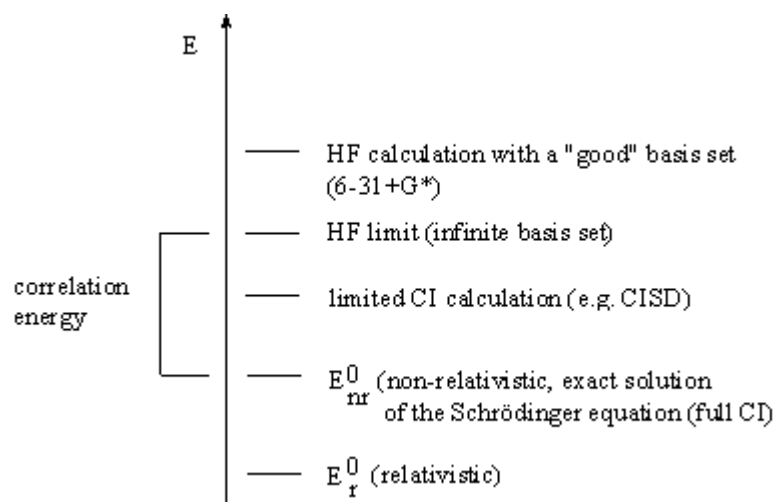 E
HF calculation with a "good" basis set
(6-31+G*)
HF limit (infinite basis set)
correlation
energy
limited CI calculation (e.g. CISD)
E⁰nr (non-relativistic, exact solution
of the Schrödinger equation (full CI)
E⁰r (relativistic)